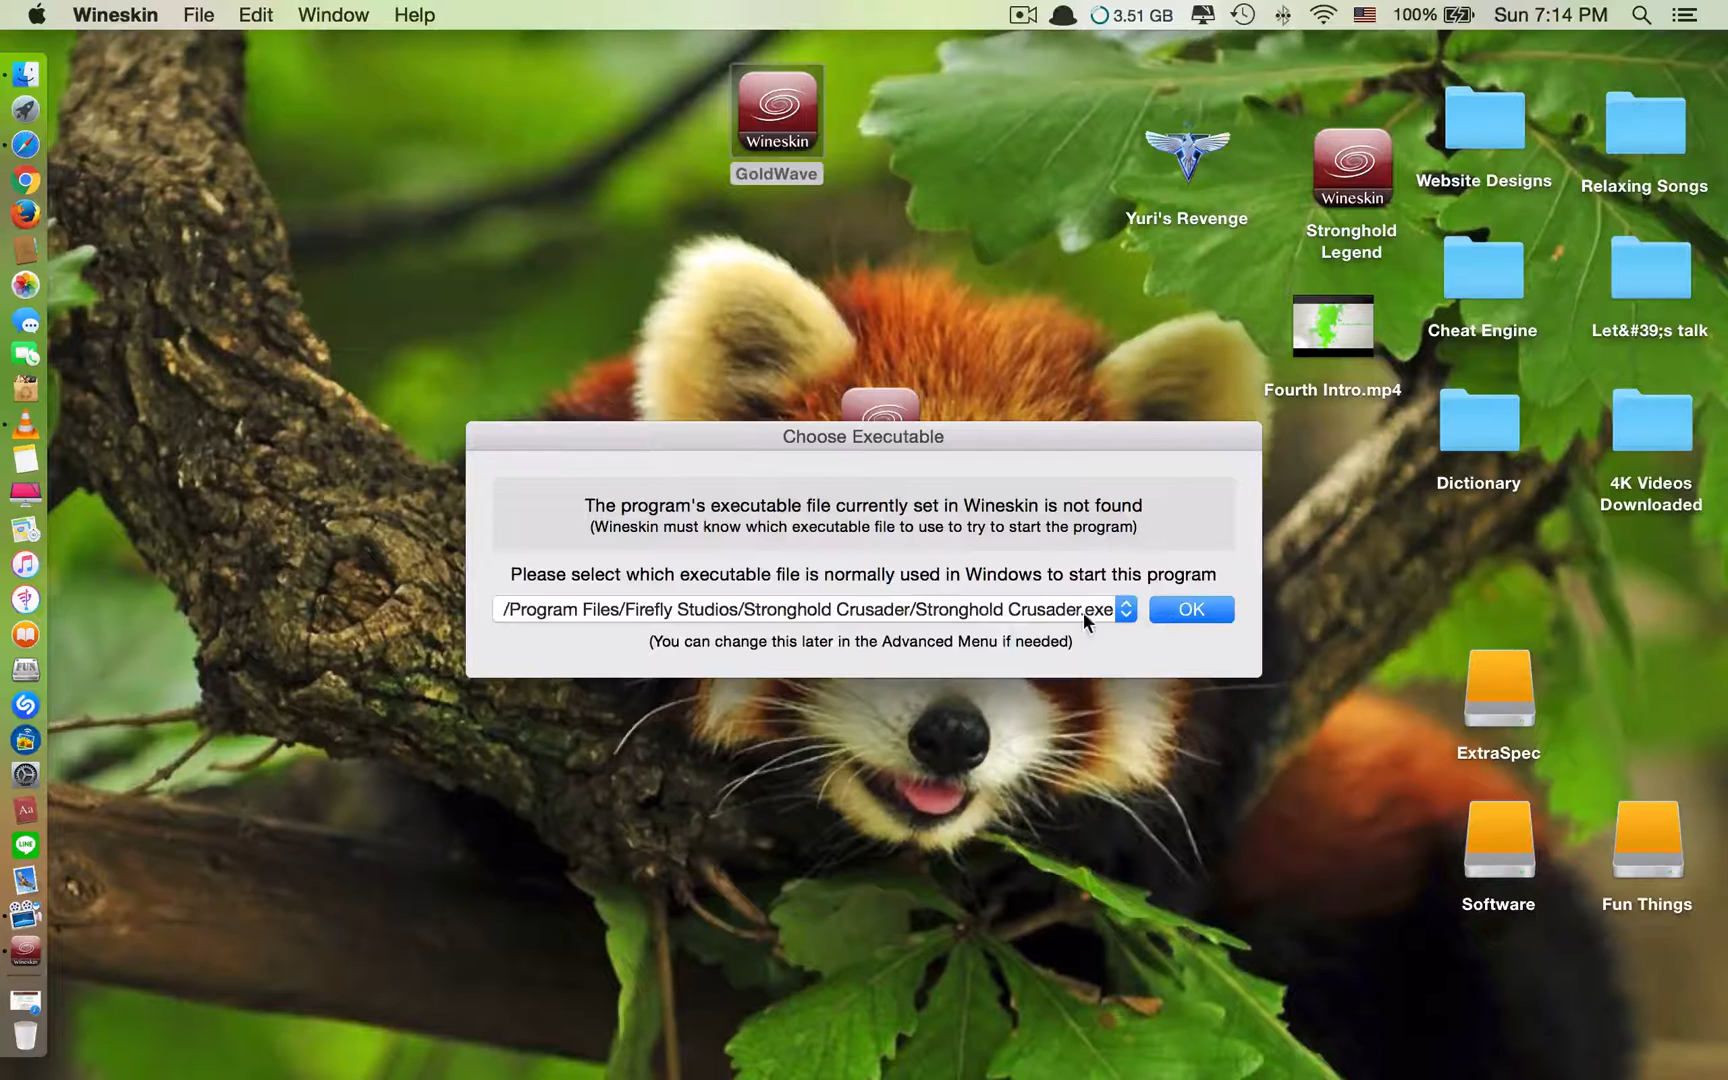 Wineskin File Edit Window Help 3.51 GB 100% Sun 7:14 PM
Wineskin
GoldWave
Yuri's Revenge
Wineskin
Stronghold
Legend
Website Designs
Relaxing Songs
Fourth Intro.mp4
Cheat Engine
Let&#39;s talk
Choose Executable
The program's executable file currently set in Wineskin is not found
(Wineskin must know which executable file to use to try to start the program)
Please select which executable file is normally used in Windows to start this program
/Program Files/Firefly Studios/Stronghold Crusader/Stronghold Crusader.exe OK
(You can change this later in the Advanced Menu if needed)
Dictionary
4K Videos
Downloaded
ExtraSpec
Software
Fun Things
FUN
Aa
LINE